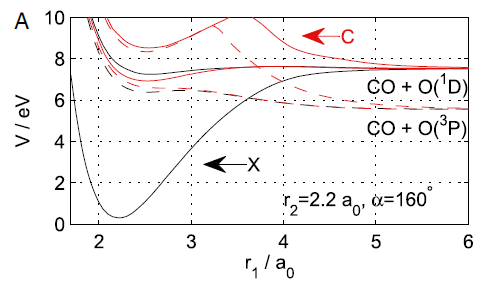 A
10
8
6
4
2
0
V / eV
C
CO + O(¹D)
CO + O(³P)
X
r₂=2.2 a₀, α=160°
2 3 4 5 6
r₁ / a₀